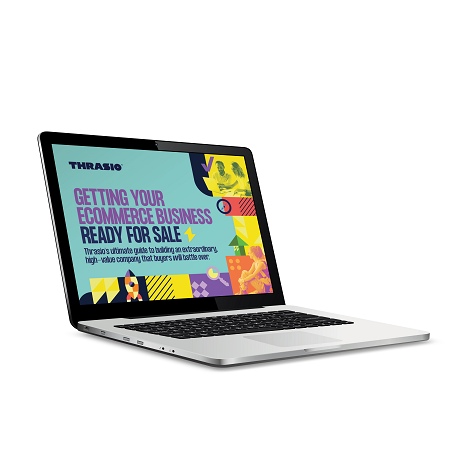 THRASIO
GETTING YOUR
ECOMMERCE BUSINESS
READY FOR SALE
Thrasio's ultimate guide to building an extraordinary,
high-value company that buyers will battle over.